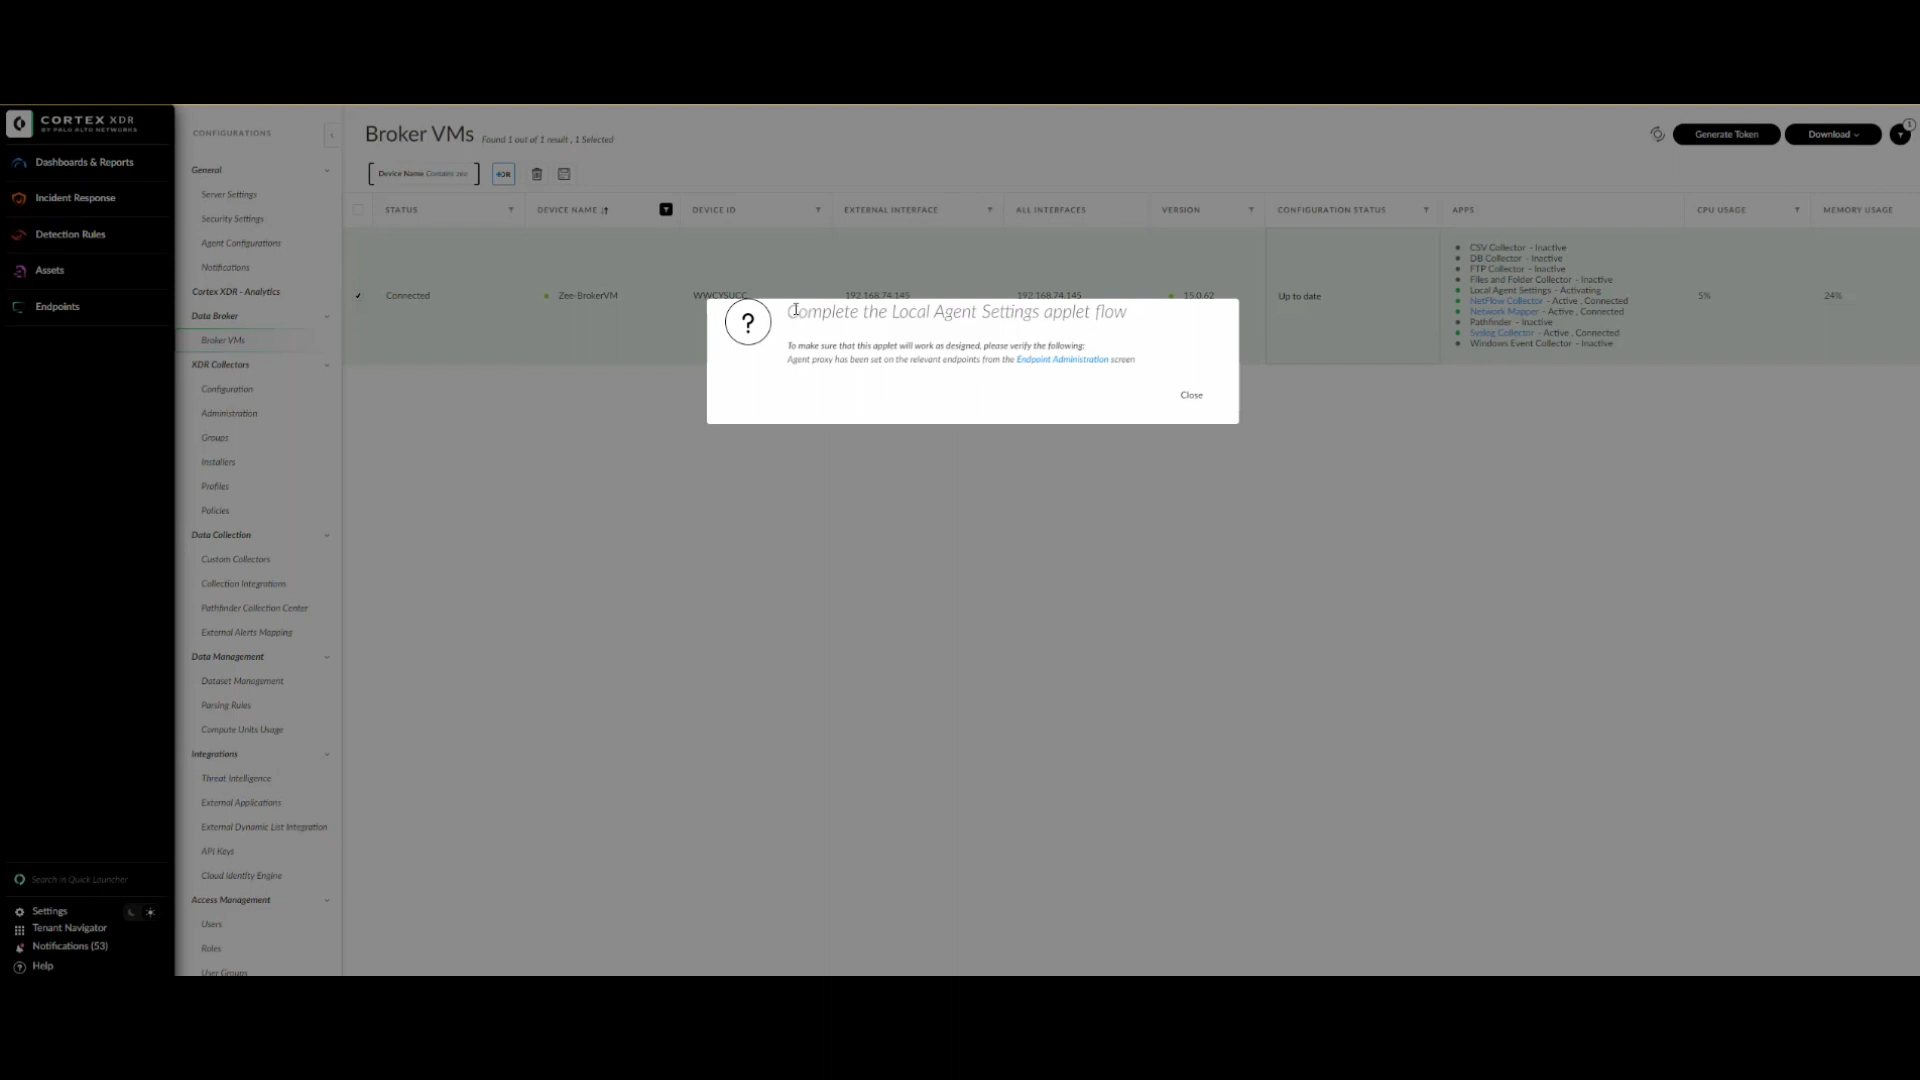 CORTEX XDR
BY PALO ALTO NETWORKS
Dashboards & Reports
Incident Response
Detection Rules
Assets
Endpoints
Search in Quick Launcher
Settings
Tenant Navigator
Notifications (53)
Help
CONFIGURATIONS
General
Server Settings
Security Settings
Agent Configurations
Notifications
Cortex XDR - Analytics
Data Broker
Broker VMs
XDR Collectors
Configuration
Administration
Groups
Installers
Profiles
Policies
Data Collection
Custom Collectors
Collection Integrations
Pathfinder Collection Center
External Alerts Mapping
Data Management
Dataset Management
Parsing Rules
Compute Units Usage
Integrations
Threat Intelligence
External Applications
External Dynamic List Integration
API Keys
Cloud Identity Engine
Access Management
Users
Roles
User Groups
Broker VMs Found 1 out of 1 result , 1 Selected
Generate Token Download 1
Device Name Contains zee XDR
STATUS DEVICE NAME DEVICE ID EXTERNAL INTERFACE ALL INTERFACES VERSION CONFIGURATION STATUS APPS CPU USAGE MEMORY USAGE
Connected Zee-BrokerVM WWCYSUCC 192.168.74.145 192.168.74.145 15.0.62 Up to date 5% 24%
CSV Collector - Inactive
DB Collector - Inactive
FTP Collector - Inactive
Files and Folder Collector - Inactive
Local Agent Settings - Activating
NetFlow Collector - Active , Connected
Network Mapper - Active , Connected
Pathfinder - Inactive
Syslog Collector - Active , Connected
Windows Event Collector - Inactive
? Complete the Local Agent Settings applet flow
To make sure that this applet will work as designed, please verify the following:
Agent proxy has been set on the relevant endpoints from the Endpoint Administration screen
Close